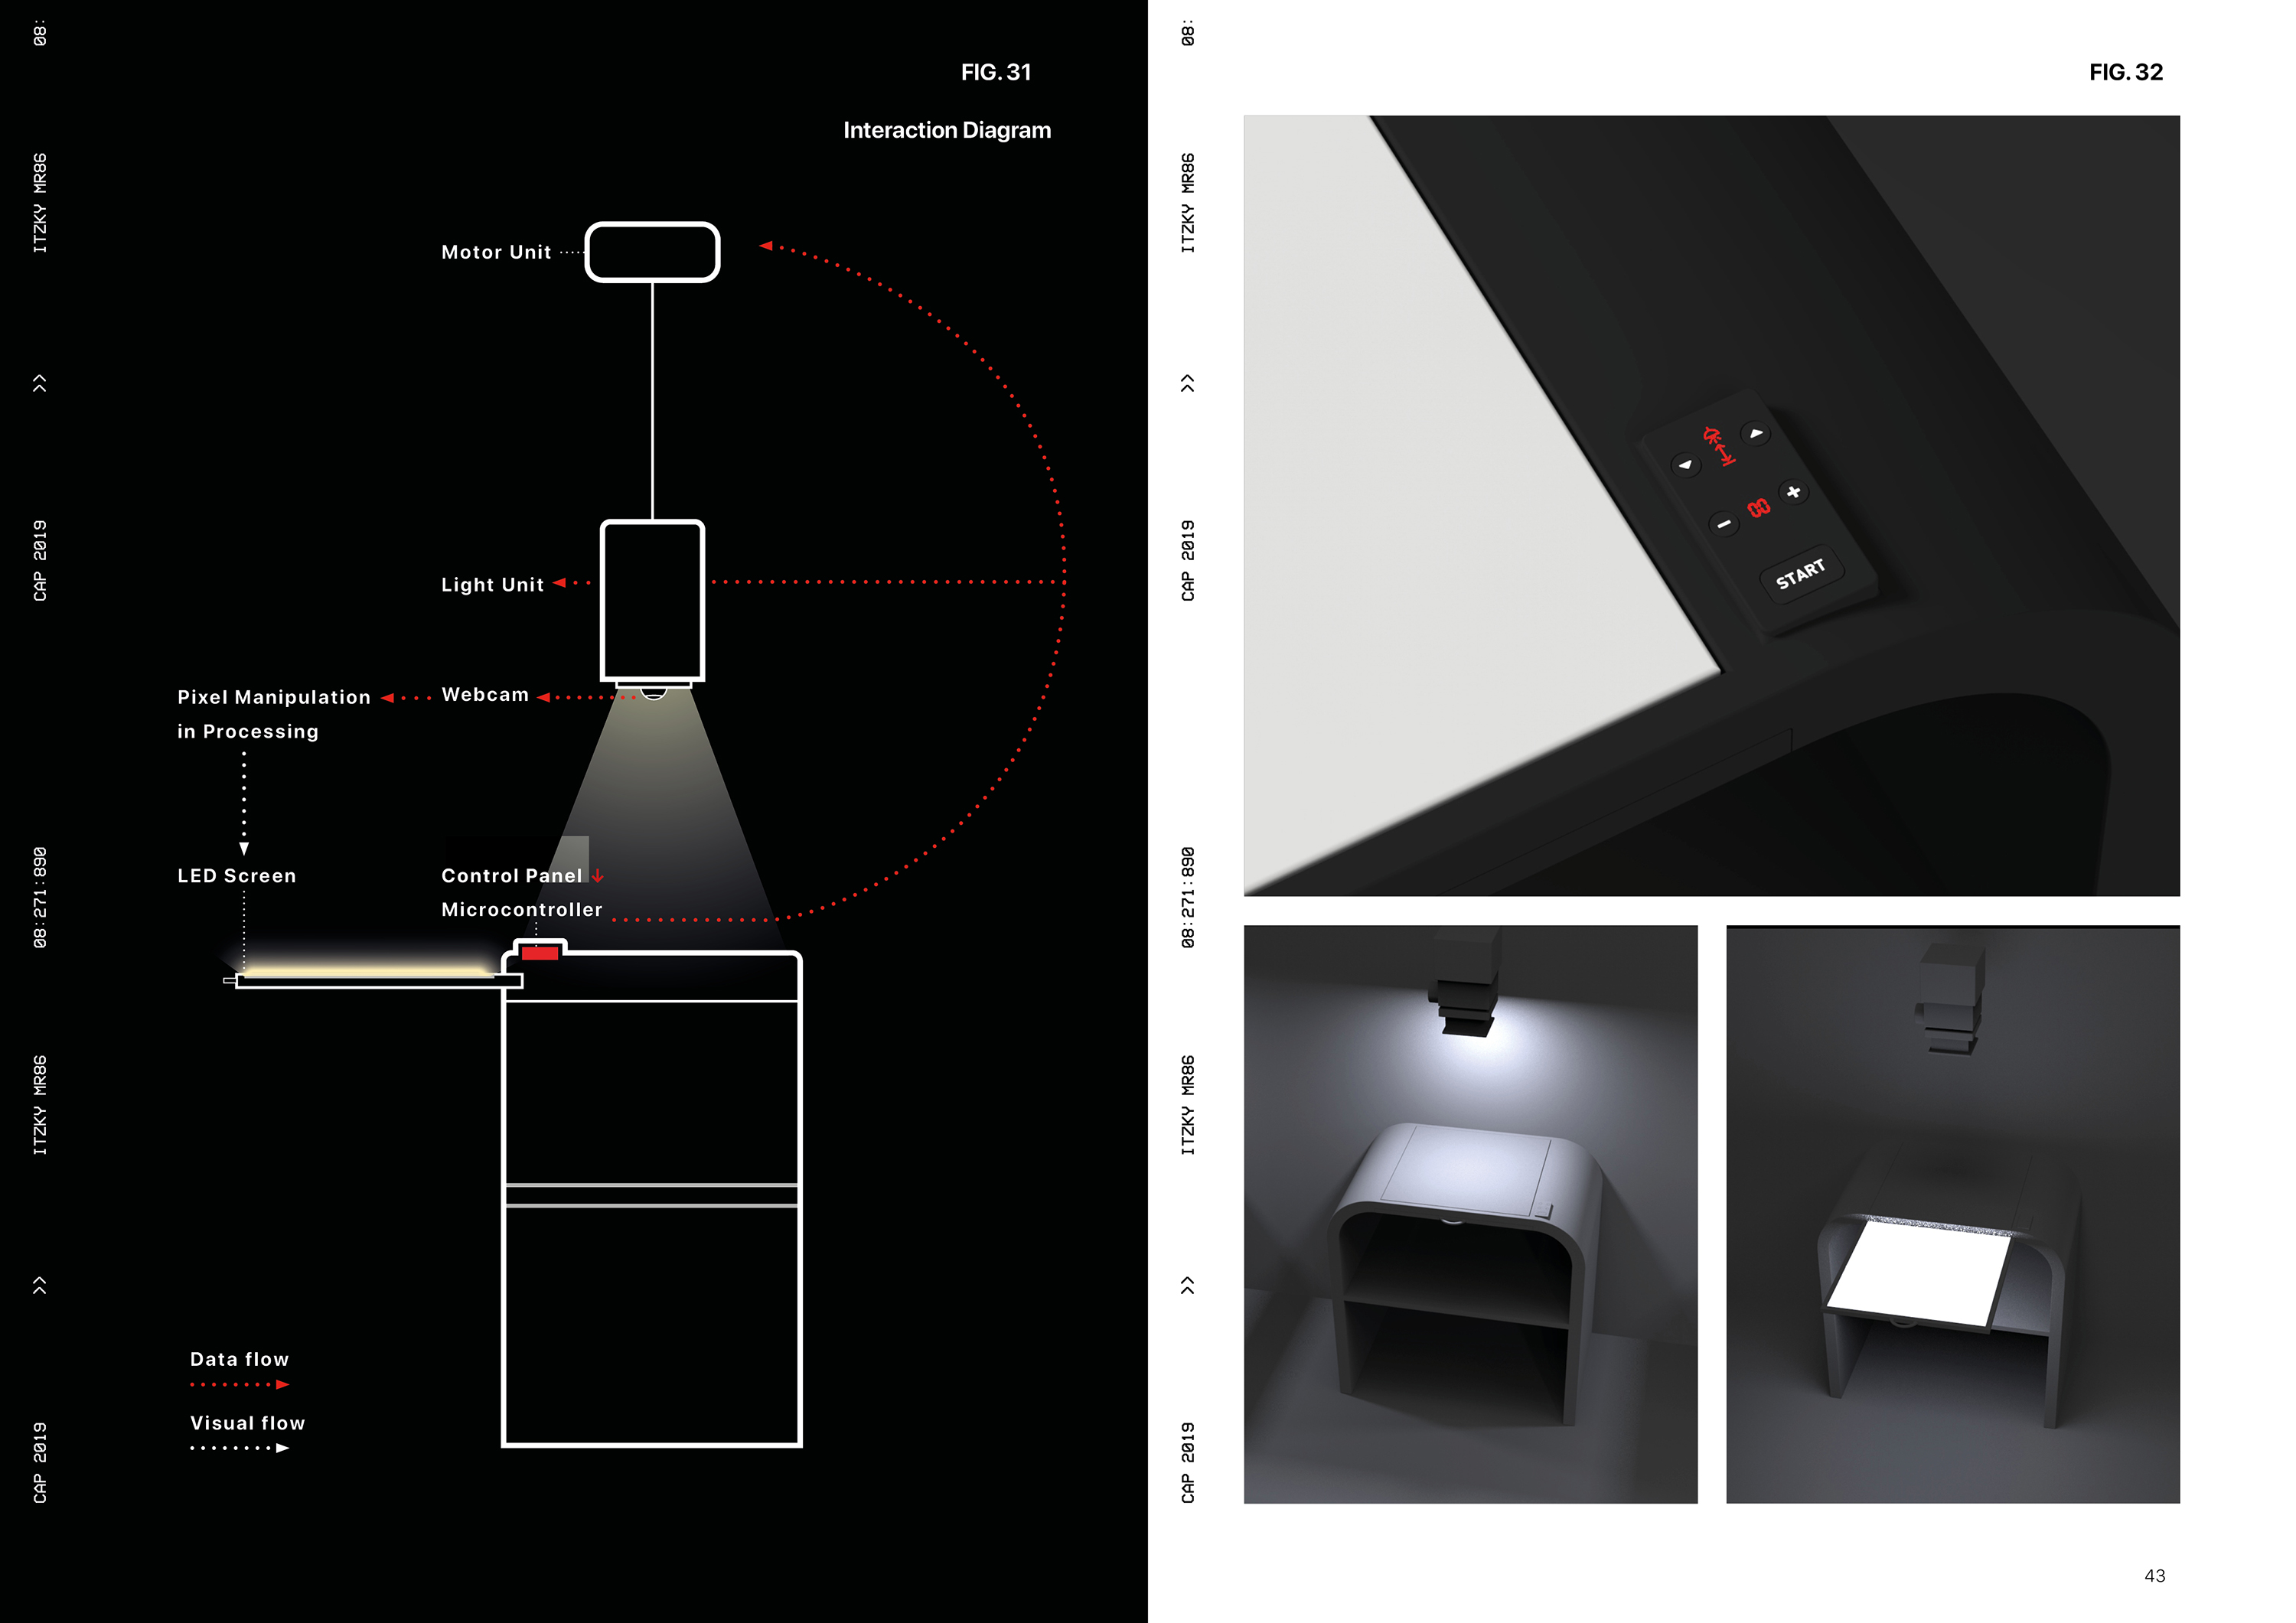 08:
ITZKY MR86
>>
CAP 2019
08:271:890
ITZKY MR86
>>
CAP 2019
FIG. 31
Interaction Diagram
Motor Unit
Light Unit
Pixel Manipulation
in Processing
Webcam
LED Screen
Control Panel ↓
Microcontroller
Data flow
Visual flow
08:
ITZKY MR86
>>
CAP 2019
08:271:890
ITZKY MR86
>>
CAP 2019
FIG. 32
00
START
43